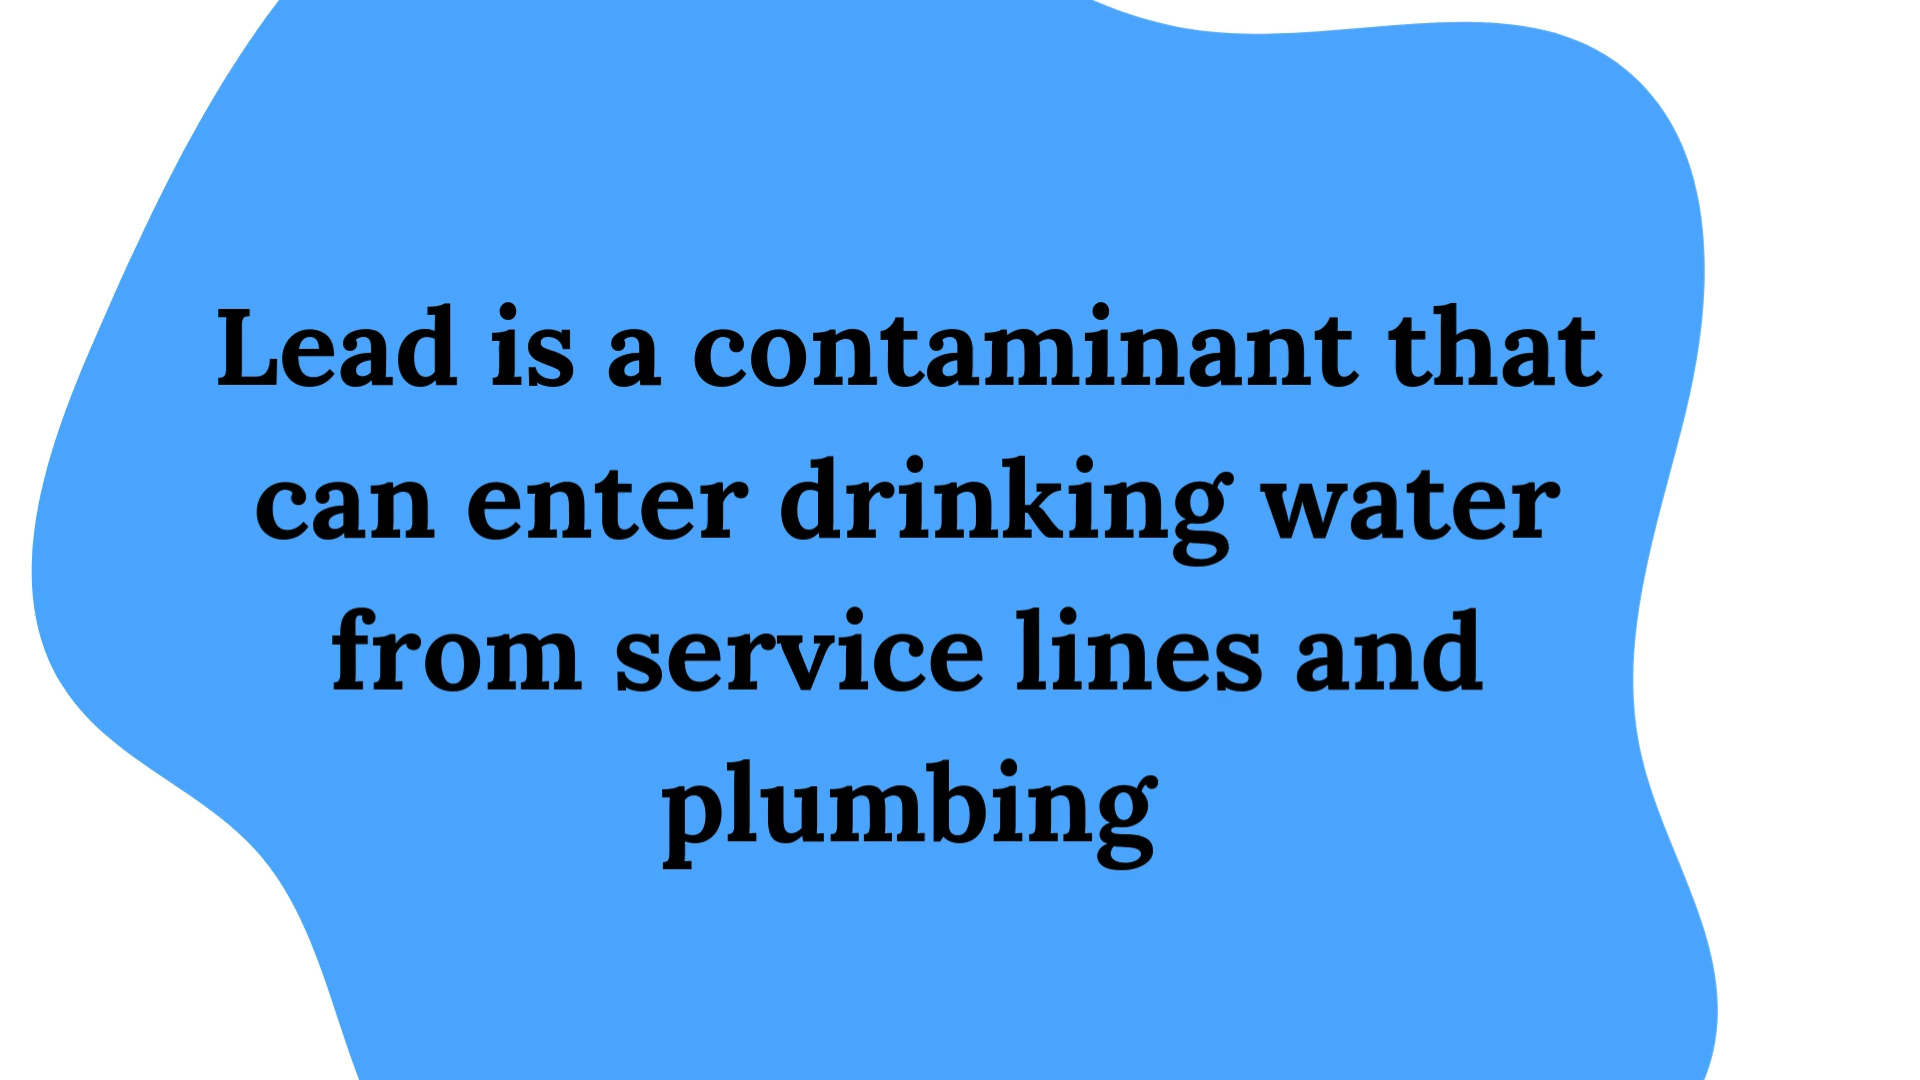 Lead is a contaminant that
can enter drinking water
from service lines and
plumbing